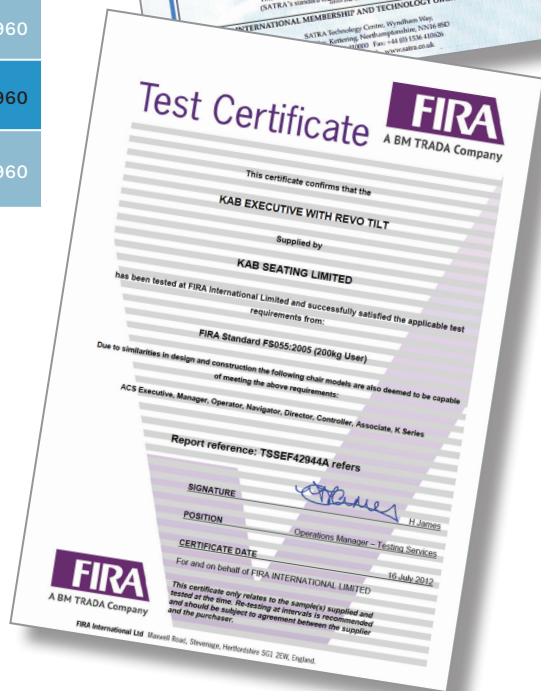 960
960
960
(SATRA's standard
INTERNATIONAL MEMBERSHIP AND TECHNOLOGY
SATRA Technology Centre, Wyndham Way,
Kettering, Northamptonshire, NN16 8SD
410000 Fax: +44 (0) 1536 410626
www.satra.co.uk
Test Certificate
FIRA
A BM TRADA Company
This certificate confirms that the
KAB EXECUTIVE WITH REVO TILT
Supplied by
KAB SEATING LIMITED
has been tested at FIRA International Limited and successfully satisfied the applicable test
requirements from:
FIRA Standard FS055:2005 (200kg User)
Due to similarities in design and construction the following chair models are also deemed to be capable
of meeting the above requirements:
ACS Executive, Manager, Operator, Navigator, Director, Controller, Associate, K Series
Report reference: TSSEF42944A refers
SIGNATURE
H James
POSITION
Operations Manager – Testing Services
CERTIFICATE DATE
16 July 2012
For and on behalf of FIRA INTERNATIONAL LIMITED
This certificate only relates to the sample(s) supplied and
tested at the time. Re-testing at intervals is recommended
and should be subject to agreement between the supplier
and the purchaser.
FIRA
A BM TRADA Company
FIRA International Ltd Maxwell Road, Stevenage, Hertfordshire SG1 2EW, England.